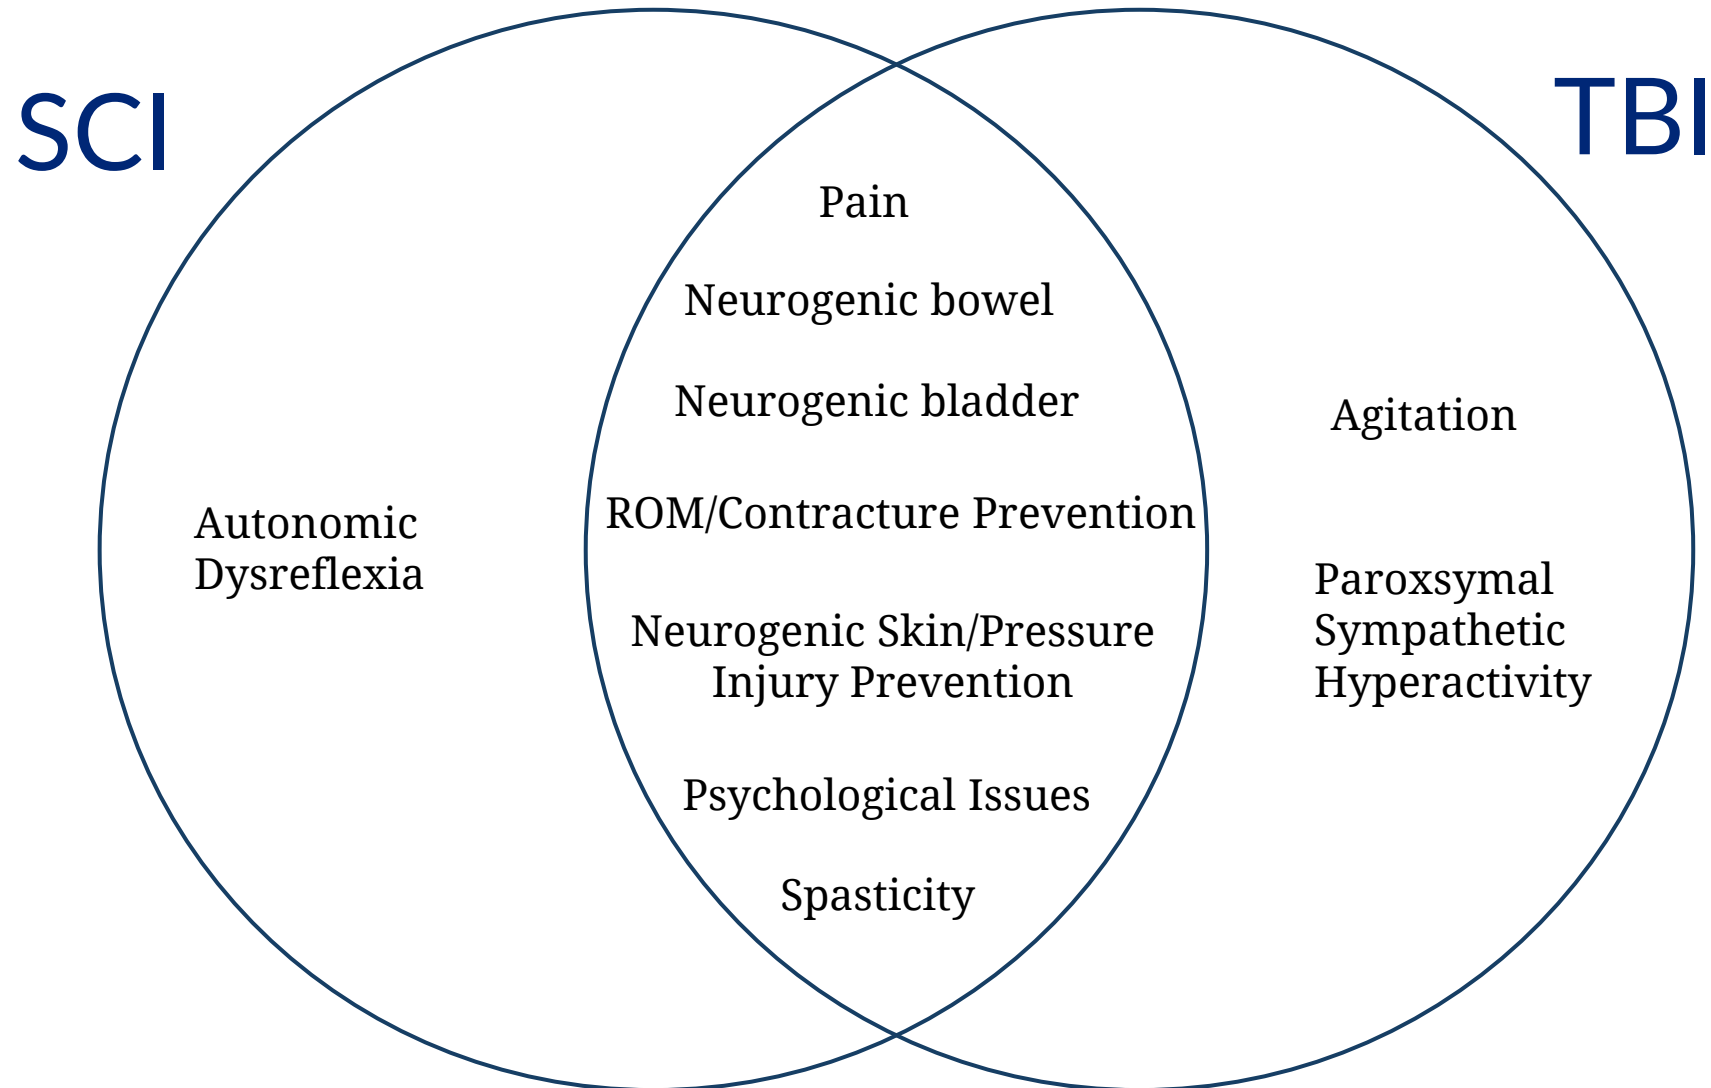 SCI
TBI
Pain
Neurogenic bowel
Neurogenic bladder
Agitation
ROM/Contracture Prevention
Autonomic
Dysreflexia
Paroxsymal
Sympathetic
Hyperactivity
Neurogenic Skin/Pressure
Injury Prevention
Psychological Issues
Spasticity